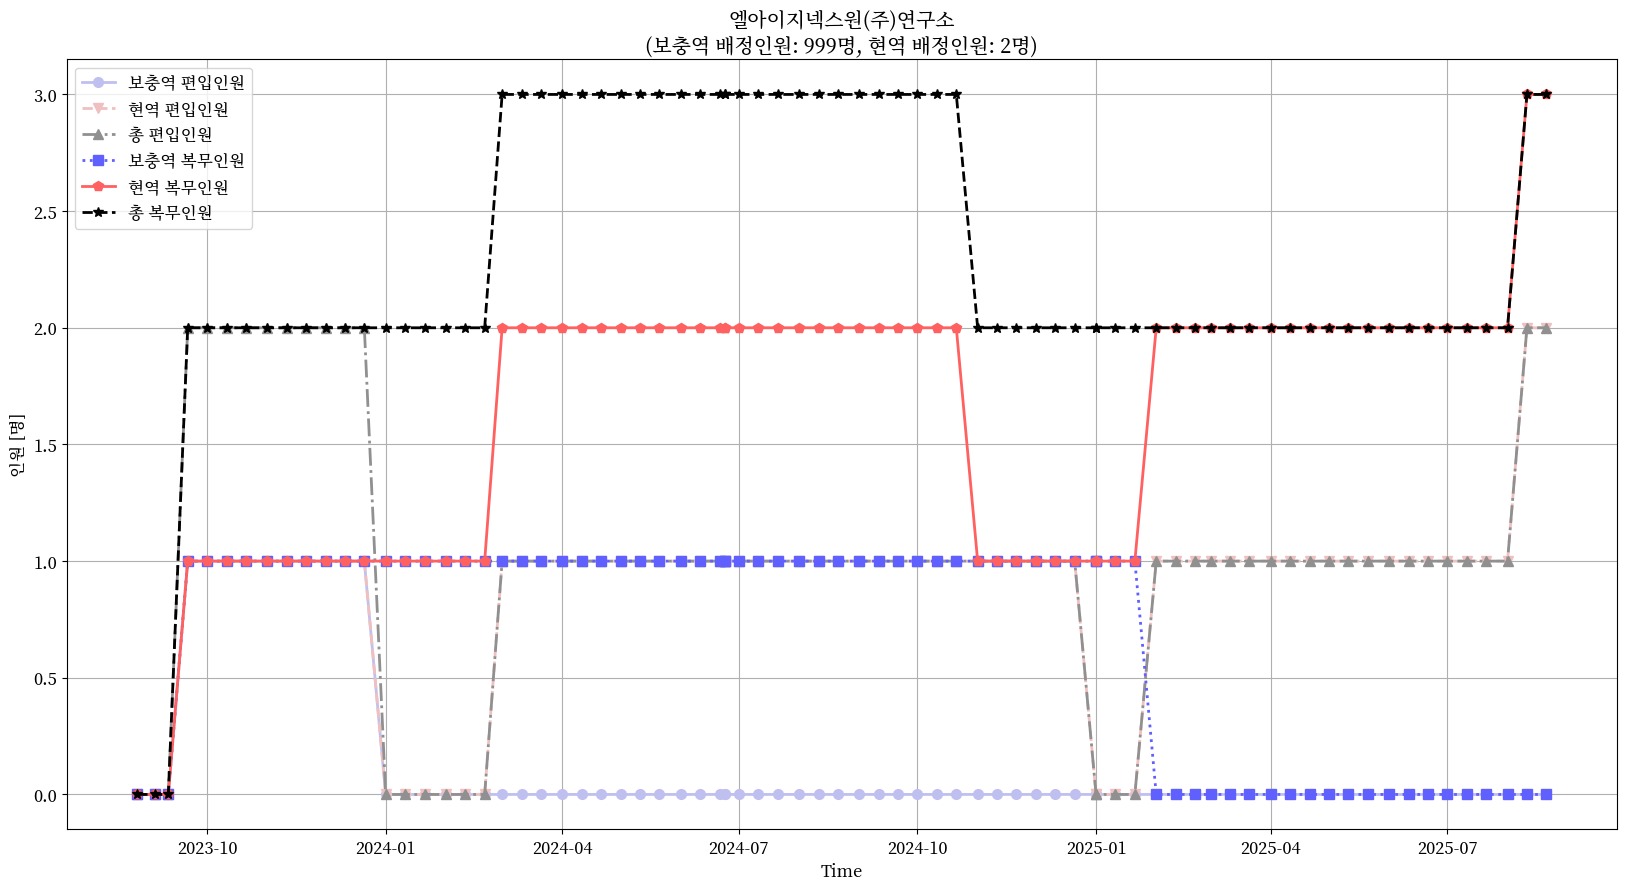 엘아이지넥스원(주)연구소
(보충역 배정인원: 999명, 현역 배정인원: 2명)
보충역 편입인원
현역 편입인원
총 편입인원
보충역 복무인원
현역 복무인원
총 복무인원
3.0
2.5
2.0
1.5
1.0
0.5
0.0
인원 [명]
2023-10
2024-01
2024-04
2024-07
2024-10
2025-01
2025-04
2025-07
Time